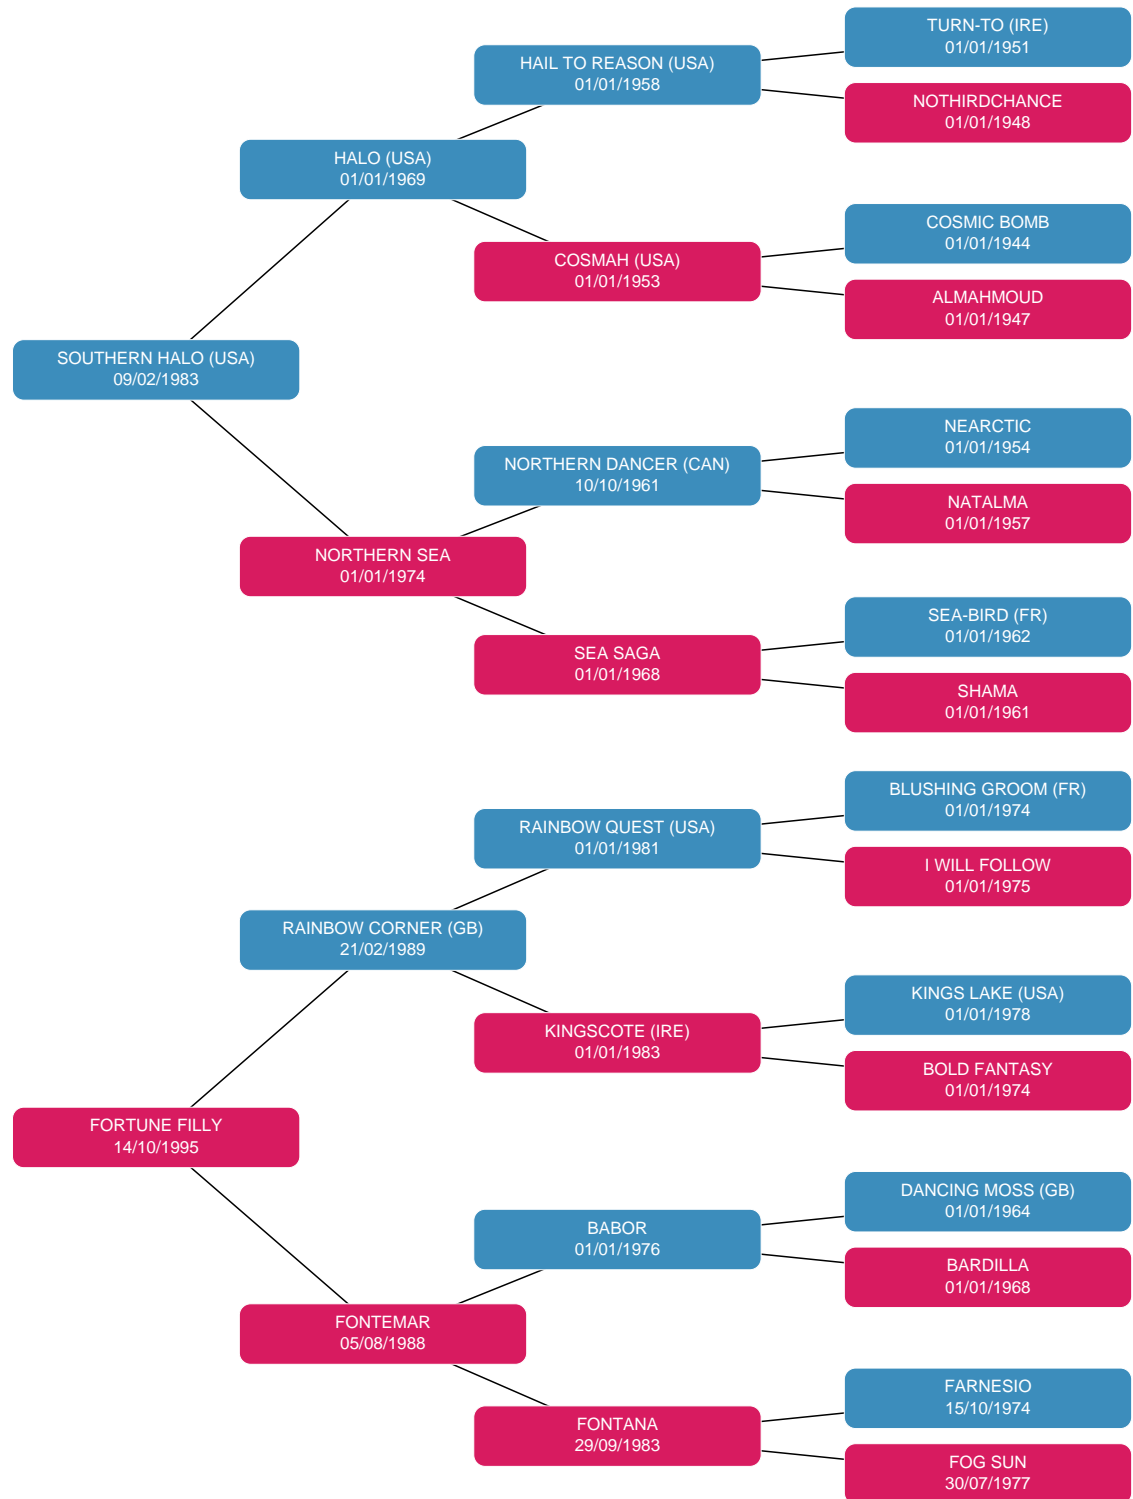 TURN-TO (IRE)
01/01/1951
HAIL TO REASON (USA)
01/01/1958
NOTHIRDCHANCE
01/01/1948
HALO (USA)
01/01/1969
COSMIC BOMB
01/01/1944
COSMAH (USA)
01/01/1953
ALMAHMOUD
01/01/1947
SOUTHERN HALO (USA)
09/02/1983
NEARCTIC
01/01/1954
NORTHERN DANCER (CAN)
10/10/1961
NATALMA
01/01/1957
NORTHERN SEA
01/01/1974
SEA-BIRD (FR)
01/01/1962
SEA SAGA
01/01/1968
SHAMA
01/01/1961
BLUSHING GROOM (FR)
01/01/1974
RAINBOW QUEST (USA)
01/01/1981
I WILL FOLLOW
01/01/1975
RAINBOW CORNER (GB)
21/02/1989
KINGS LAKE (USA)
01/01/1978
KINGSCOTE (IRE)
01/01/1983
BOLD FANTASY
01/01/1974
FORTUNE FILLY
14/10/1995
DANCING MOSS (GB)
01/01/1964
BABOR
01/01/1976
BARDILLA
01/01/1968
FONTEMAR
05/08/1988
FARNESIO
15/10/1974
FONTANA
29/09/1983
FOG SUN
30/07/1977